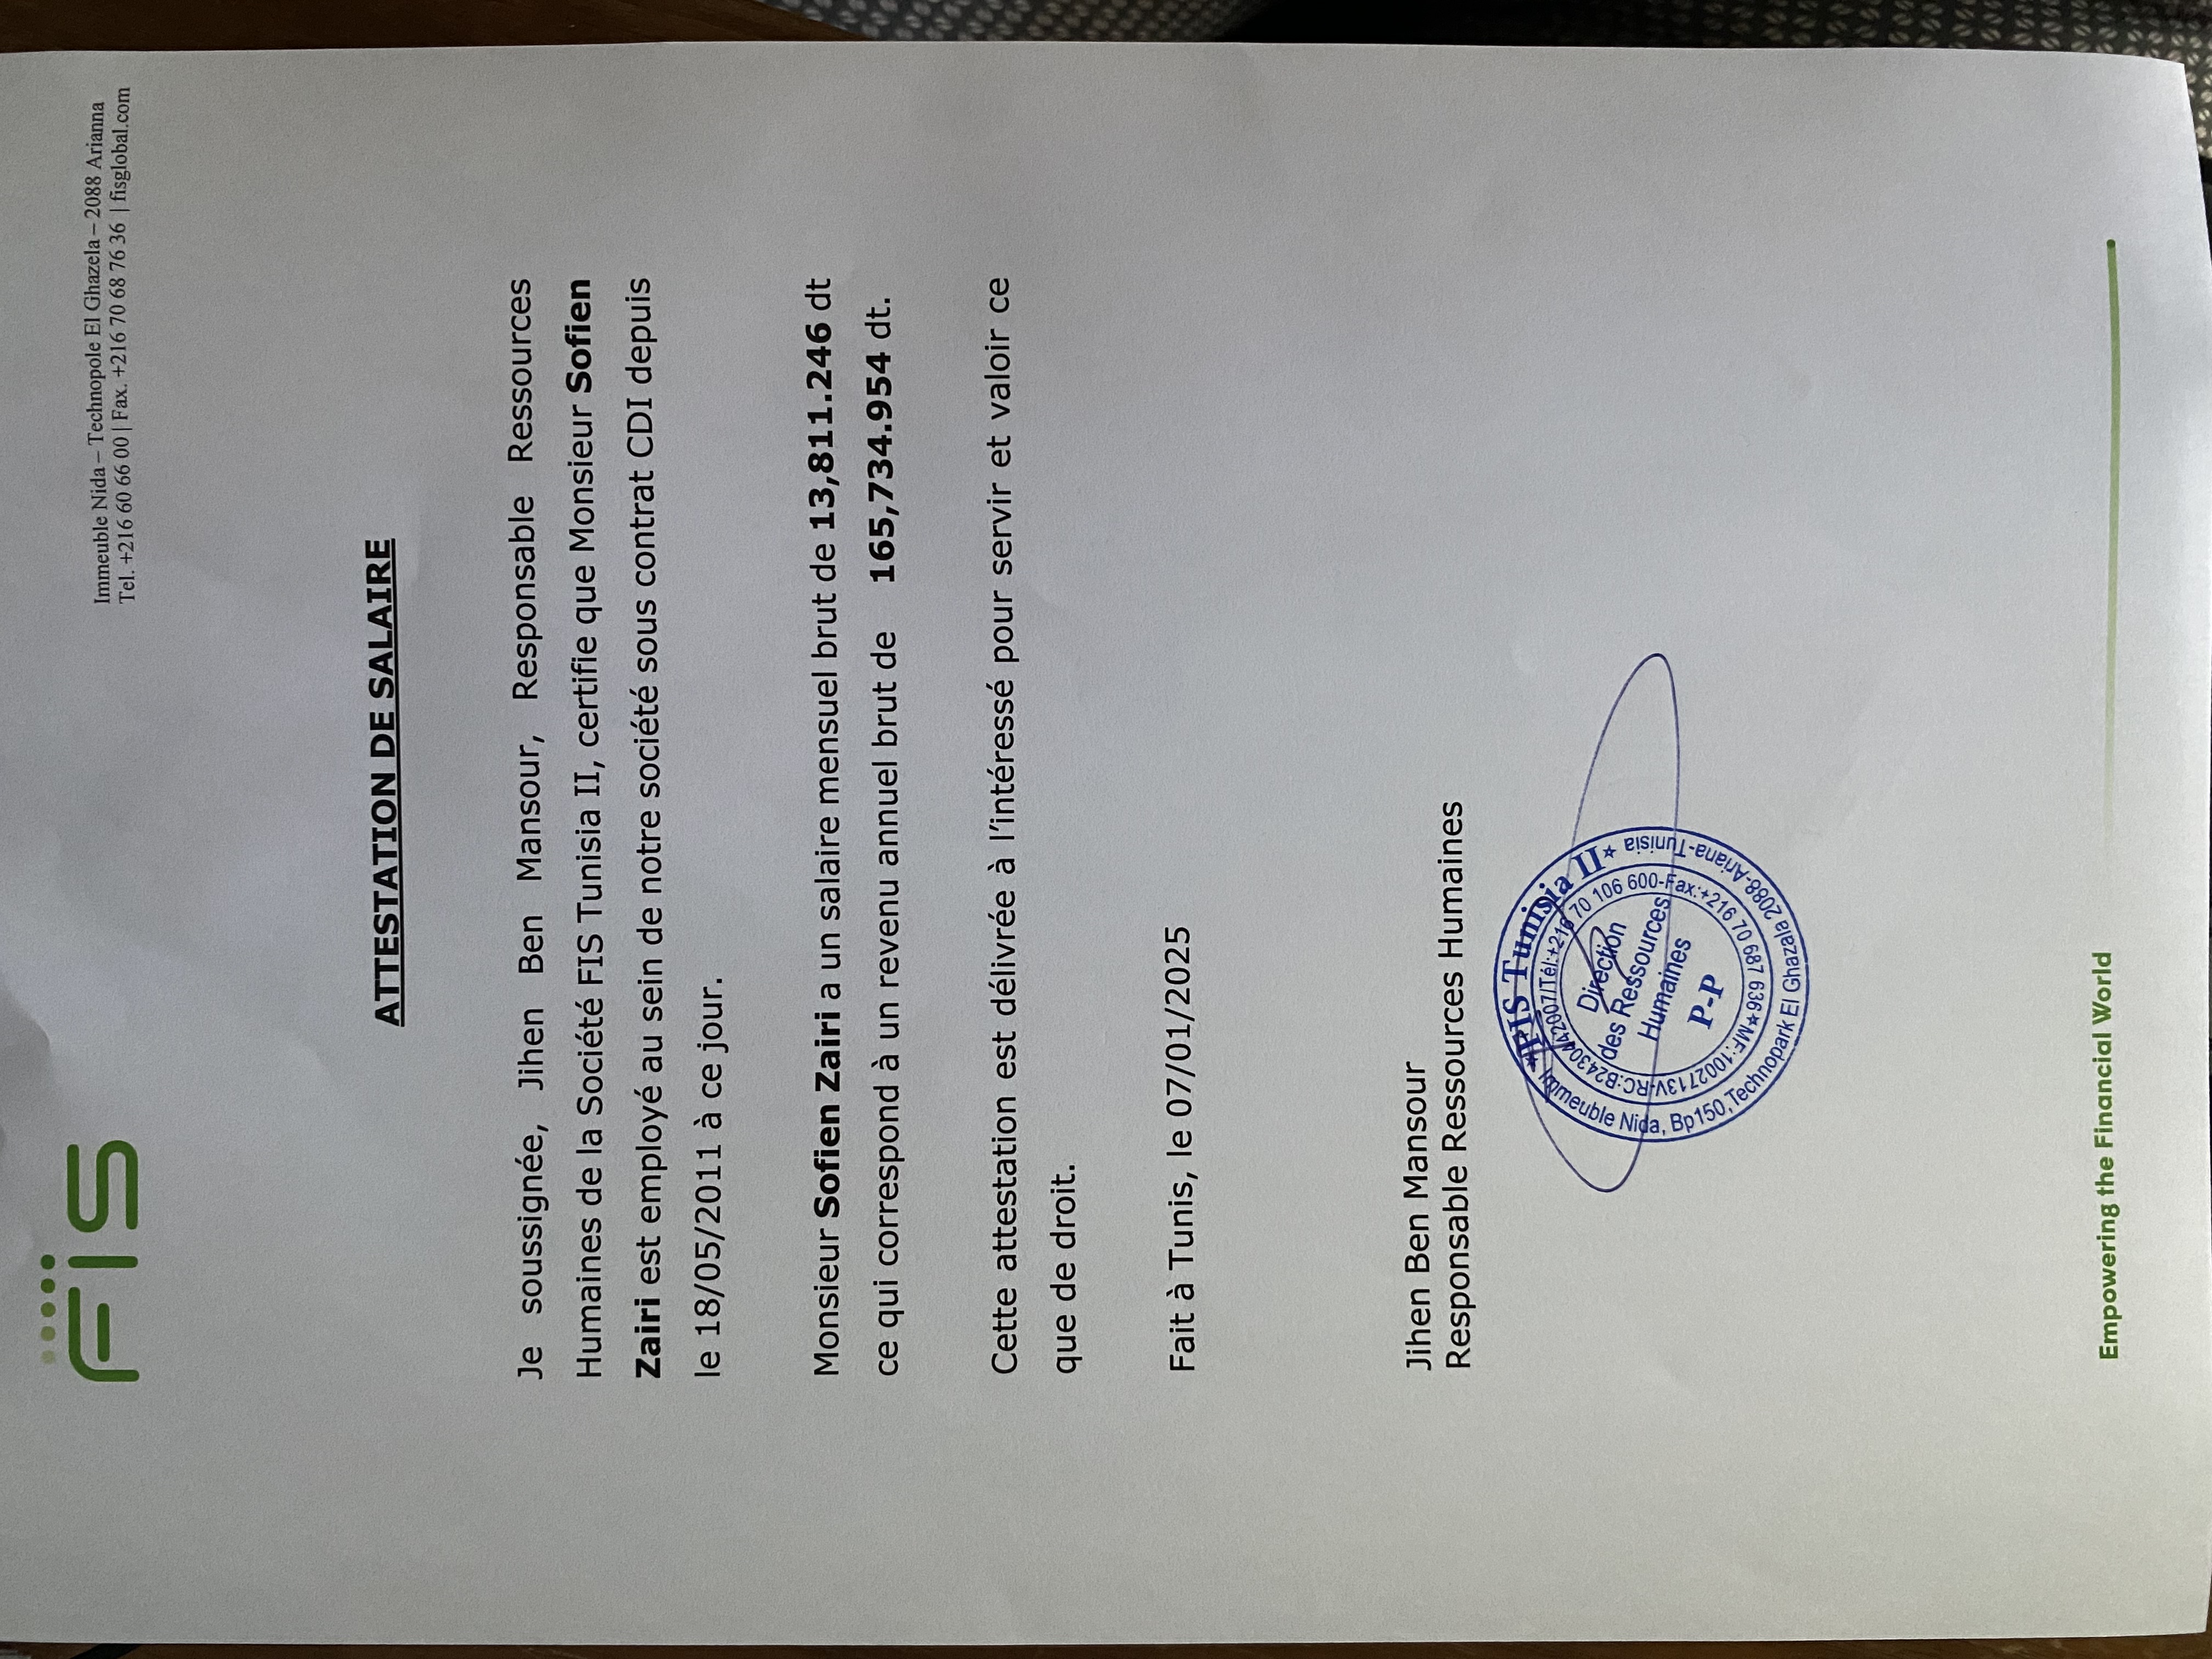 FIS
Immeuble Nida – Technopole El Ghazela – 2088 Arianna
Tel. +216 60 66 00 | Fax. +216 70 68 76 36 | fisglobal.com
ATTESTATION DE SALAIRE
Je soussignée, Jihen Ben Mansour, Responsable Ressources
Humaines de la Société FIS Tunisia II, certifie que Monsieur Sofien
Zairi est employé au sein de notre société sous contrat CDI depuis
le 18/05/2011 à ce jour.
Monsieur Sofien Zairi a un salaire mensuel brut de 13,811.246 dt
ce qui correspond à un revenu annuel brut de 165,734.954 dt.
Cette attestation est délivrée à l’intéressé pour servir et valoir ce
que de droit.
Fait à Tunis, le 07/01/2025
Jihen Ben Mansour
Responsable Ressources Humaines
*FIS Tunisia II*
Immeuble Nida, Bp150,Technopark El Ghazala 2088-Ariana-Tunisia
MF:1002713V-RC:B2430442007/Tél:+216 70 106 600-Fax:+216 70 687 636*
Direction
des Ressources
Humaines
P-P
Empowering the Financial World